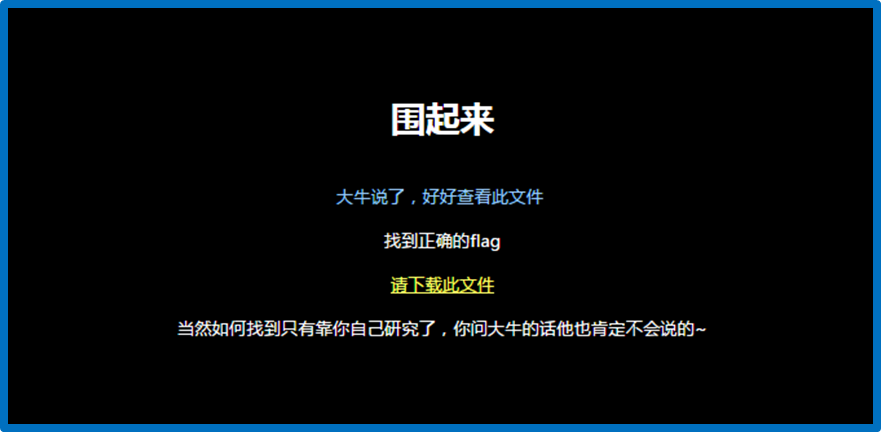 围起来
大牛说了，好好查看此文件
找到正确的flag
请下载此文件
当然如何找到只有靠你自己研究了，你问大牛的话他也肯定不会说的~